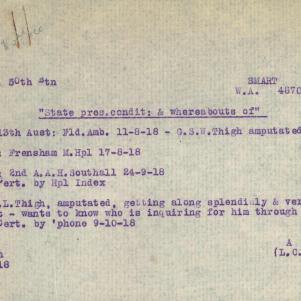 50th Btn SMART
W.A. 4870
"State pres.condit: & whereabouts of"
13th Aust: Fld.Amb. 11-8-18 - G.S.W.Thigh amputated
: Frensham M.Hpl 17-8-18
: 2nd A.A.H.Southall 24-9-18
ert. by Hpl Index
.L.Thigh, amputated, getting along splendidly & ve
t - wants to know who is inquiring for him through
ert. by 'phone 9-10-18
A
(L.C.
18